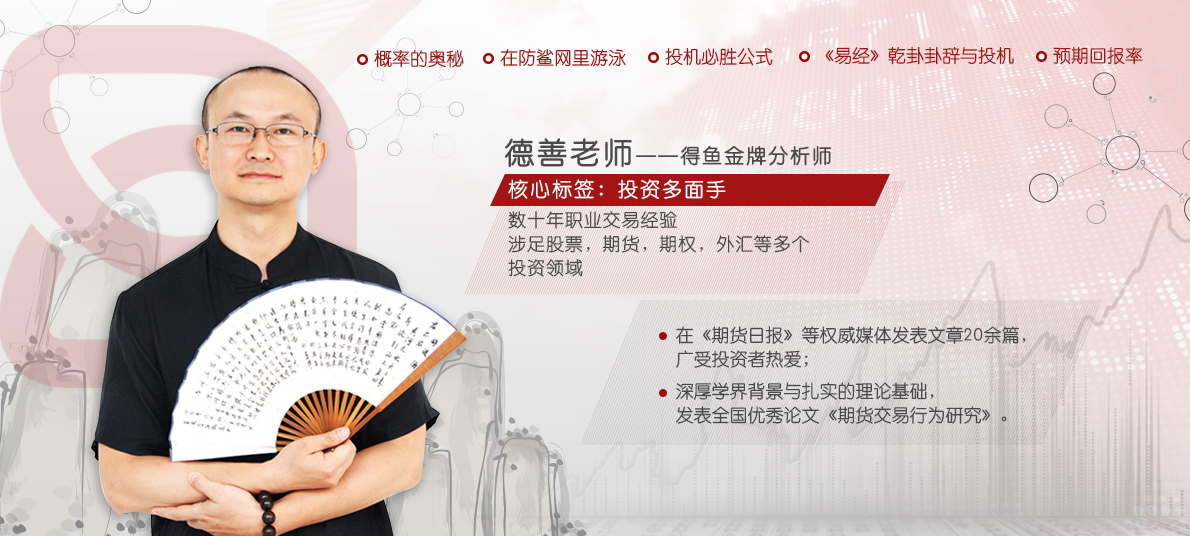 概率的奥秘 在防鲨网里游泳 投机必胜公式 《易经》乾卦卦辞与投机 预期回报率
德善老师——得鱼金牌分析师
核心标签：投资多面手
数十年职业交易经验
涉足股票，期货，期权，外汇等多个
投资领域
在《期货日报》等权威媒体发表文章20余篇，
广受投资者热爱；
深厚学界背景与扎实的理论基础，
发表全国优秀论文《期货交易行为研究》。